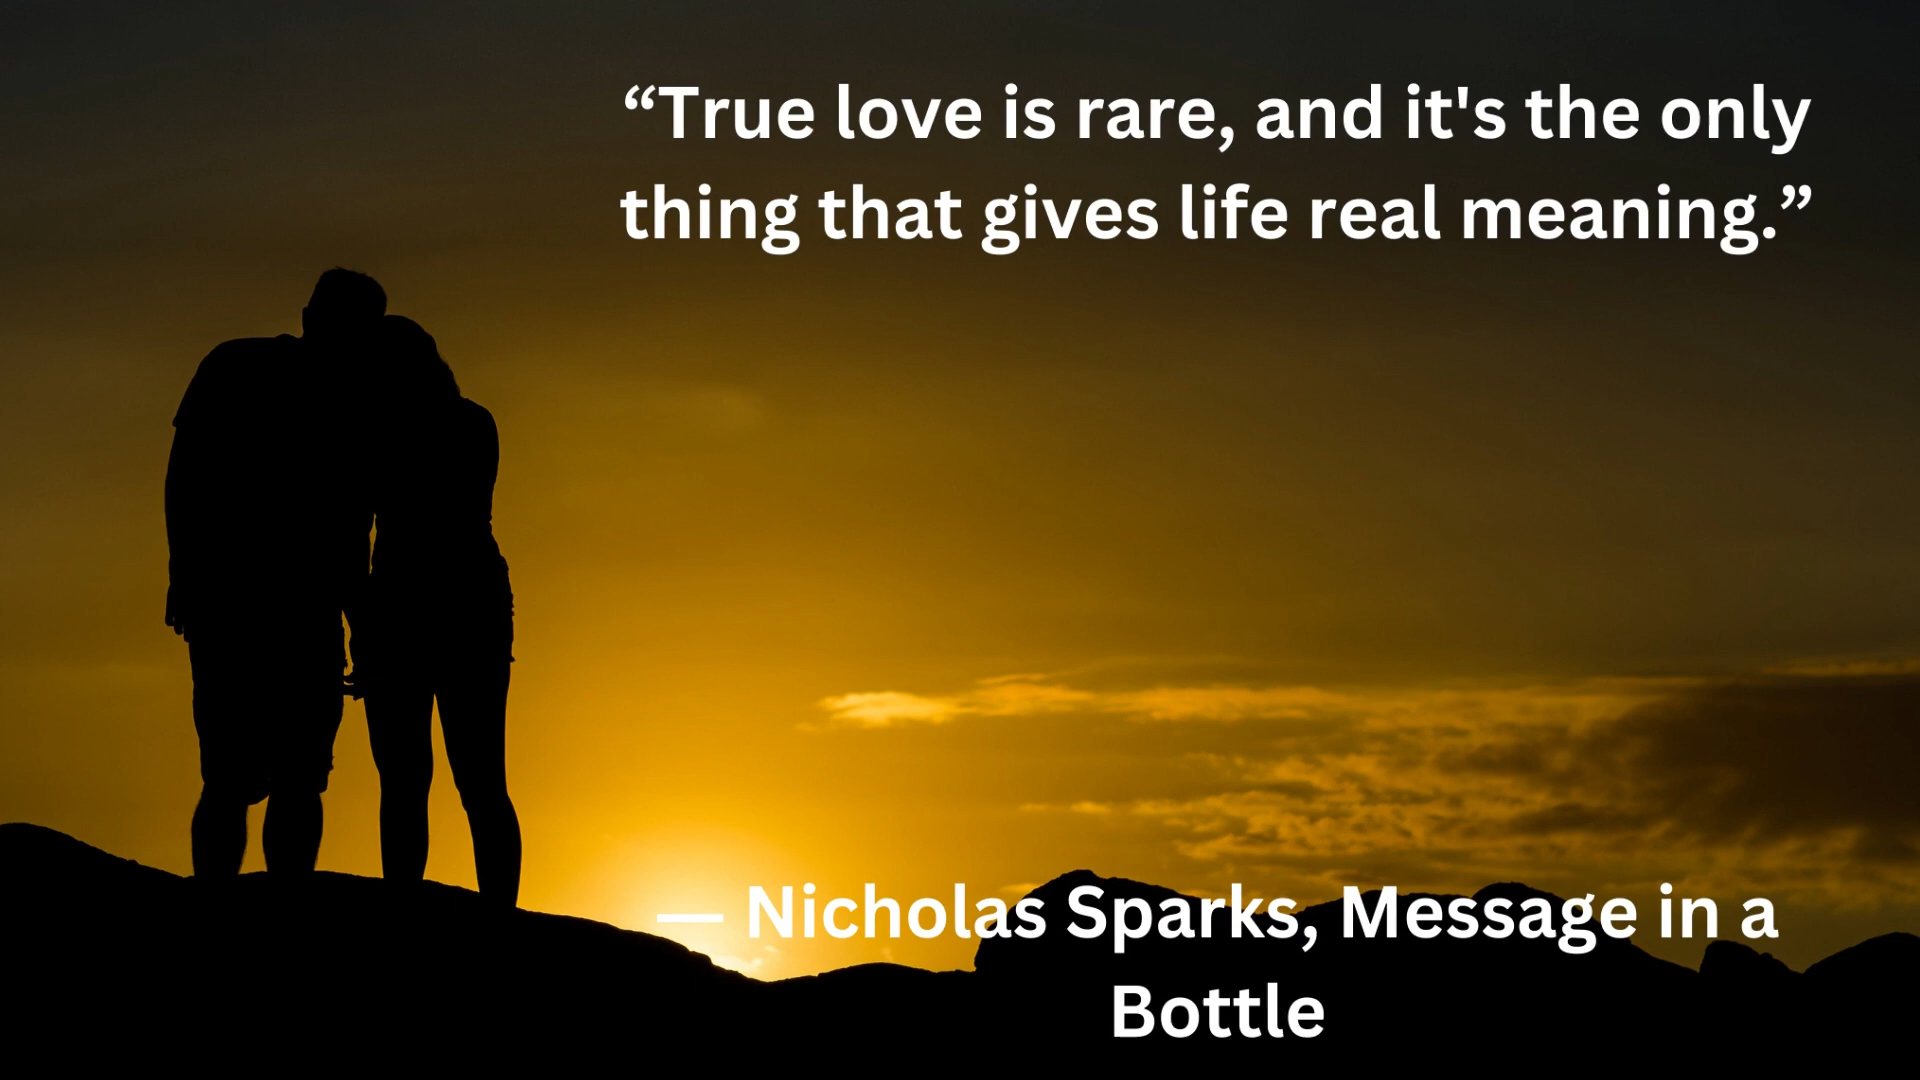 “True love is rare, and it's the only
thing that gives life real meaning.”
— Nicholas Sparks, Message in a
Bottle